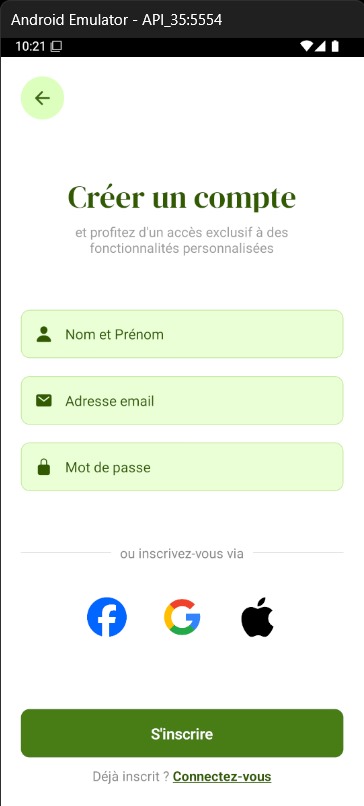 Android Emulator - API_35:5554
10:21
Créer un compte
et profitez d'un accès exclusif à des
fonctionnalités personnalisées
Nom et Prénom
Adresse email
Mot de passe
ou inscrivez-vous via
S'inscrire
Déjà inscrit ? Connectez-vous